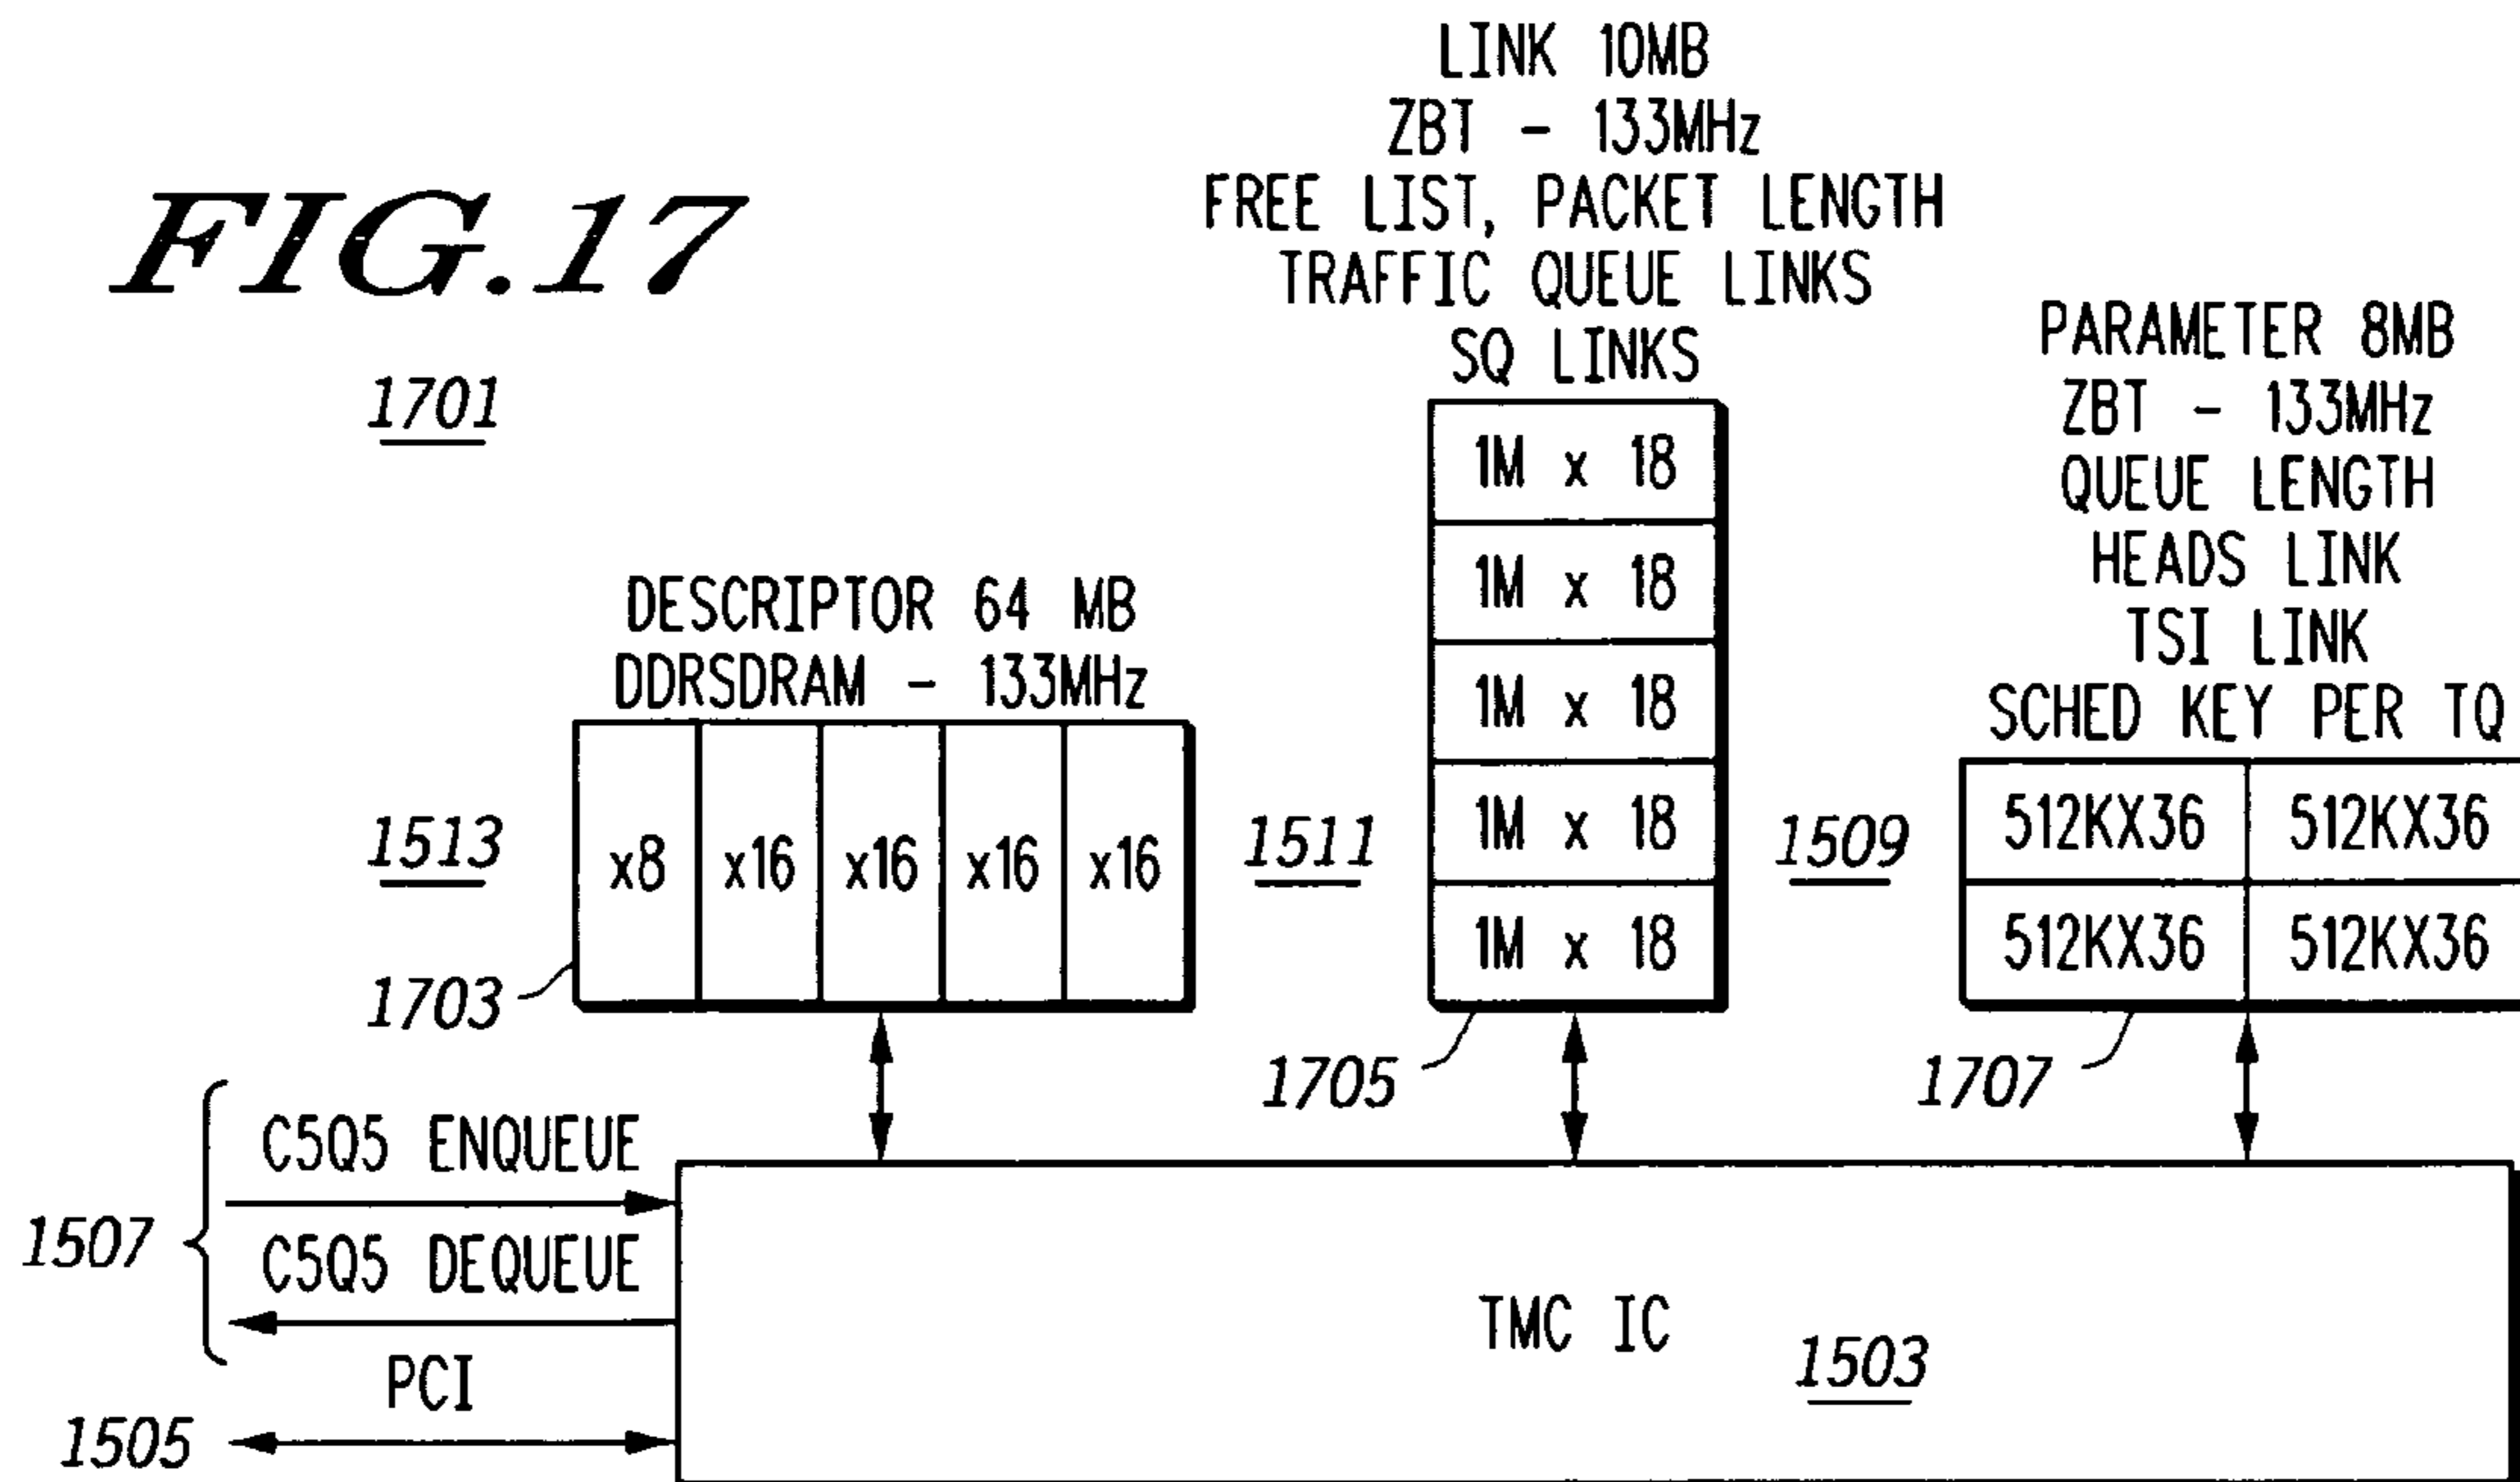 FIG.17
1701
LINK 10MB
ZBT - 133MHz
FREE LIST, PACKET LENGTH
TRAFFIC QUEUE LINKS
SQ LINKS
PARAMETER 8MB
ZBT - 133MHz
QUEUE LENGTH
HEADS LINK
TSI LINK
SCHED KEY PER TQ
DESCRIPTOR 64 MB
DDRSDRAM - 133MHz
1513
x8 x16 x16 x16 x16
1703
1511
1M x 18
1M x 18
1M x 18
1M x 18
1M x 18
1705
1509
512KX36 512KX36
512KX36 512KX36
1707
1507
C5Q5 ENQUEUE
C5Q5 DEQUEUE
PCI
1505
TMC IC
1503